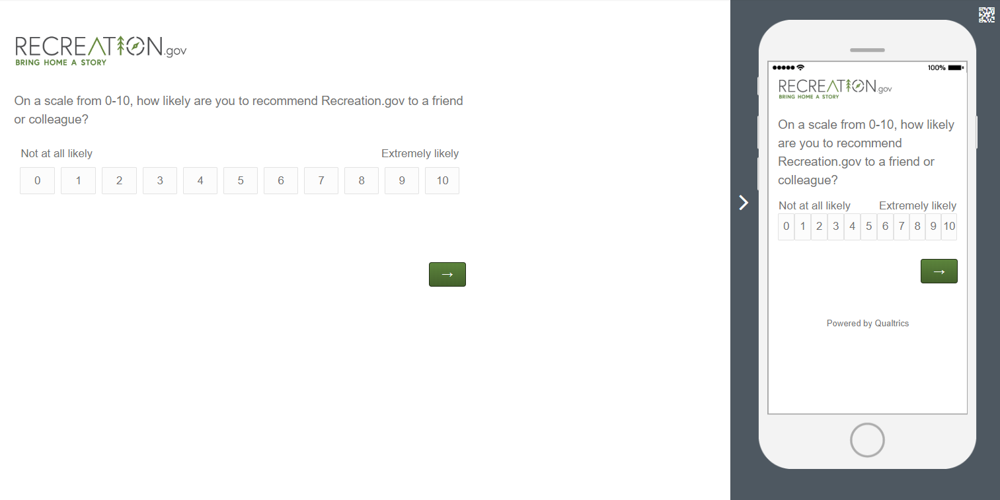 RECREATION.gov
BRING HOME A STORY
On a scale from 0-10, how likely are you to recommend Recreation.gov to a friend
or colleague?
Not at all likely Extremely likely
0 1 2 3 4 5 6 7 8 9 10
→
100%
RECREATION.gov
BRING HOME A STORY
On a scale from 0-10, how likely
are you to recommend
Recreation.gov to a friend or
colleague?
Not at all likely Extremely likely
0 1 2 3 4 5 6 7 8 9 10
→
Powered by Qualtrics